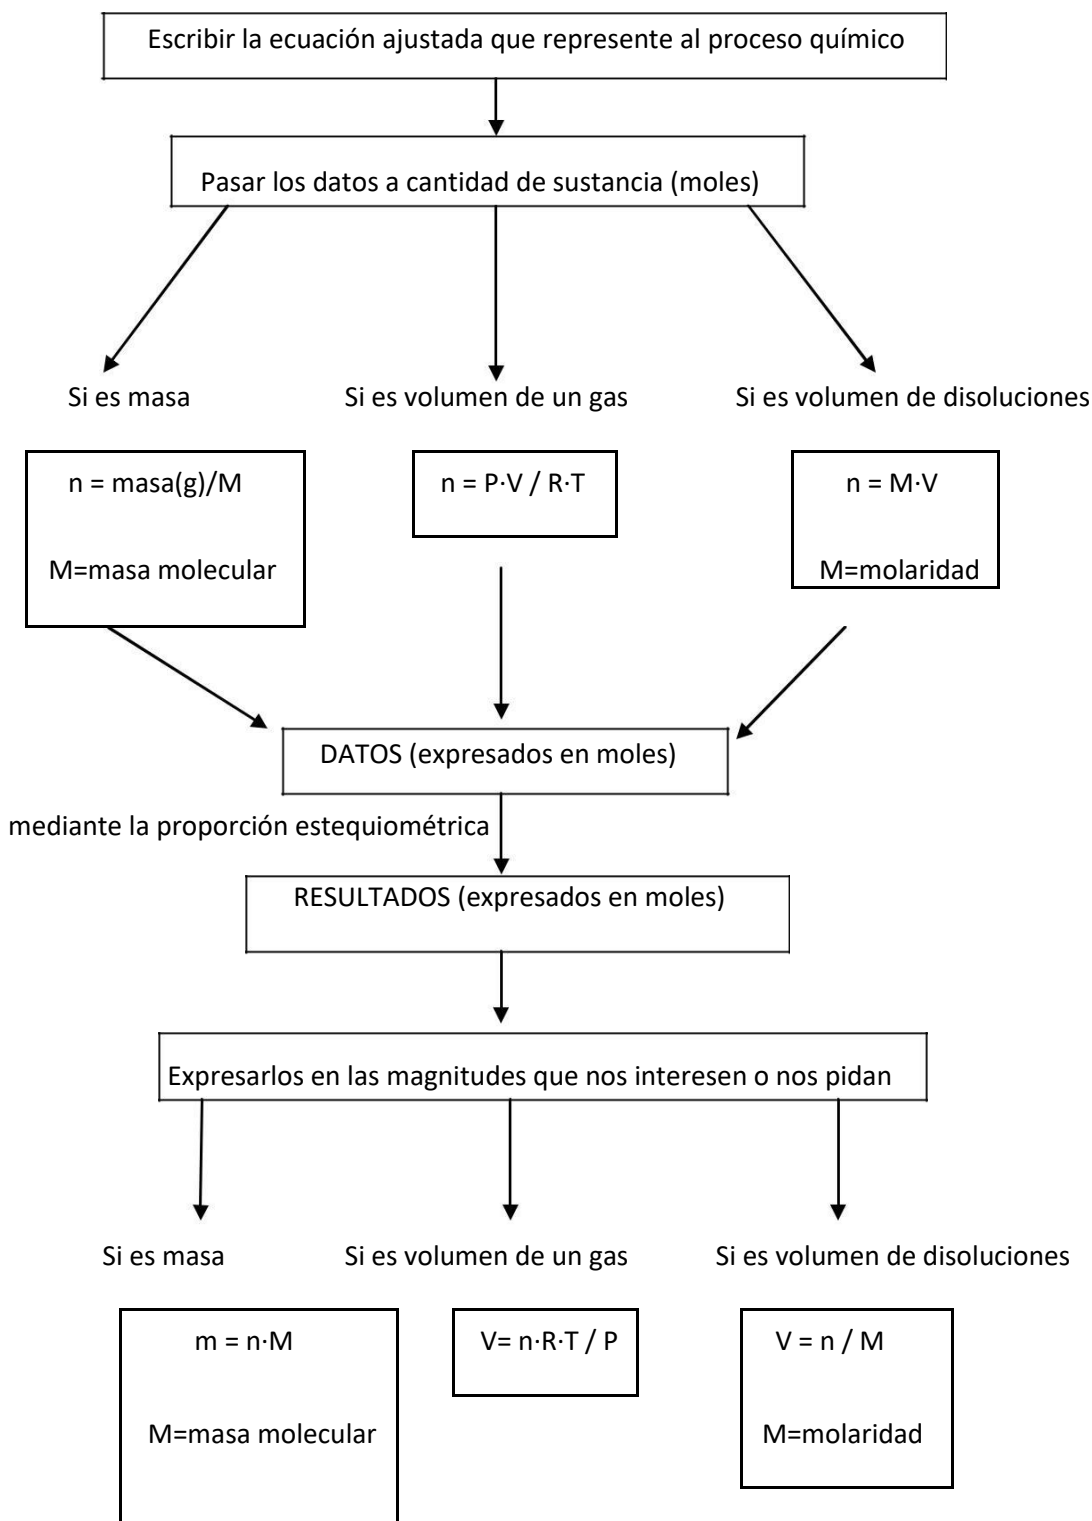 Escribir la ecuación ajustada que represente al proceso químico
Pasar los datos a cantidad de sustancia (moles)
Si es masa
Si es volumen de un gas
Si es volumen de disoluciones
n = masa(g)/M
M=masa molecular
n = P·V / R·T
n = M·V
M=molaridad
DATOS (expresados en moles)
mediante la proporción estequiométrica
RESULTADOS (expresados en moles)
Expresarlos en las magnitudes que nos interesen o nos pidan
Si es masa
Si es volumen de un gas
Si es volumen de disoluciones
m = n·M
M=masa molecular
V= n·R·T / P
V = n / M
M=molaridad